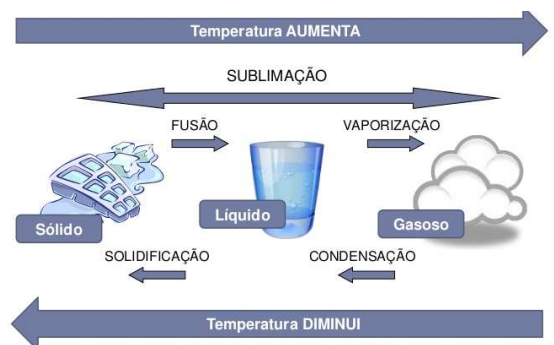 Temperatura AUMENTA
SUBLIMAÇÃO
FUSÃO
VAPORIZAÇÃO
Sólido
Líquido
Gasoso
SOLIDIFICAÇÃO
CONDENSAÇÃO
Temperatura DIMINUI